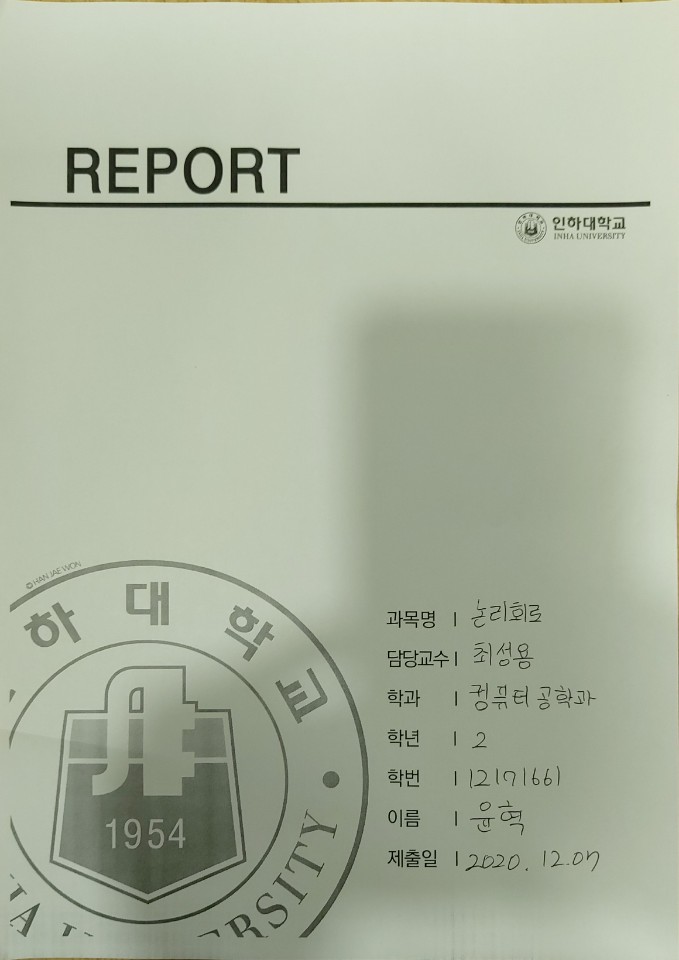 REPORT
인하대학교
INHA UNIVERSITY
© HAN JAE WON
하대학교
1954
RSITY
과목명 | 논리회로
담당교수 | 최성용
학과 | 컴퓨터공학과
학년 | 2
학번 | 12171661
이름 | 윤혁
제출일 | 2020. 12.07